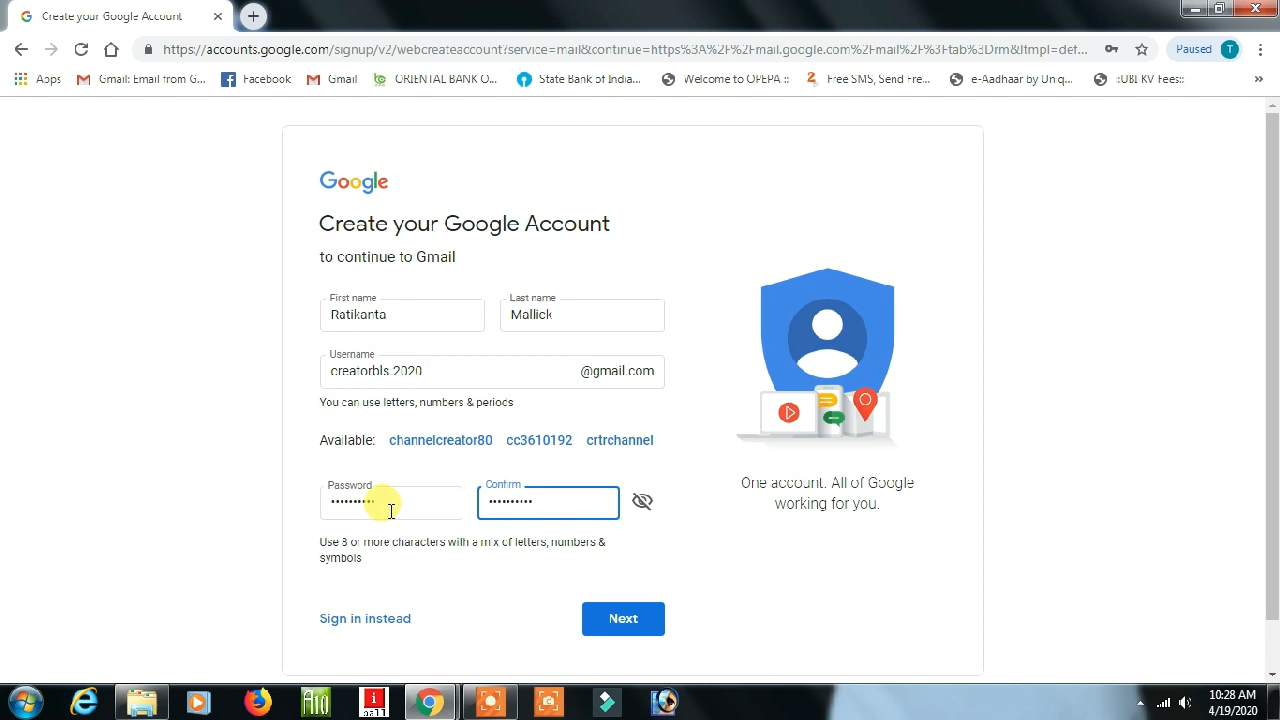 Create your Google Account
https://accounts.google.com/signup/v2/webcreateaccount?service=mail&continue=https%3A%2F%2Fmail.google.com%2Fmail%2F%3Ftab%3Drm&ltmpl=def...
Paused T
Apps Gmail: Email from G... Facebook Gmail ORIENTAL BANK O... State Bank of India... Welcome to OPEPA :: Free SMS, Send Fre... e-Aadhaar by Uniq... ::UBI KV Fees:: »
Google
Create your Google Account
to continue to Gmail
First name Last name
Ratikanta Mallick
Username
creatorbls.2020 @gmail.com
You can use letters, numbers & periods
Available: channelcreator80 cc3610192 crtrchannel
Password Confirm
Use 8 or more characters with a mix of letters, numbers &
symbols
Sign in instead Next
One account. All of Google
working for you.
10:28 AM
4/19/2020